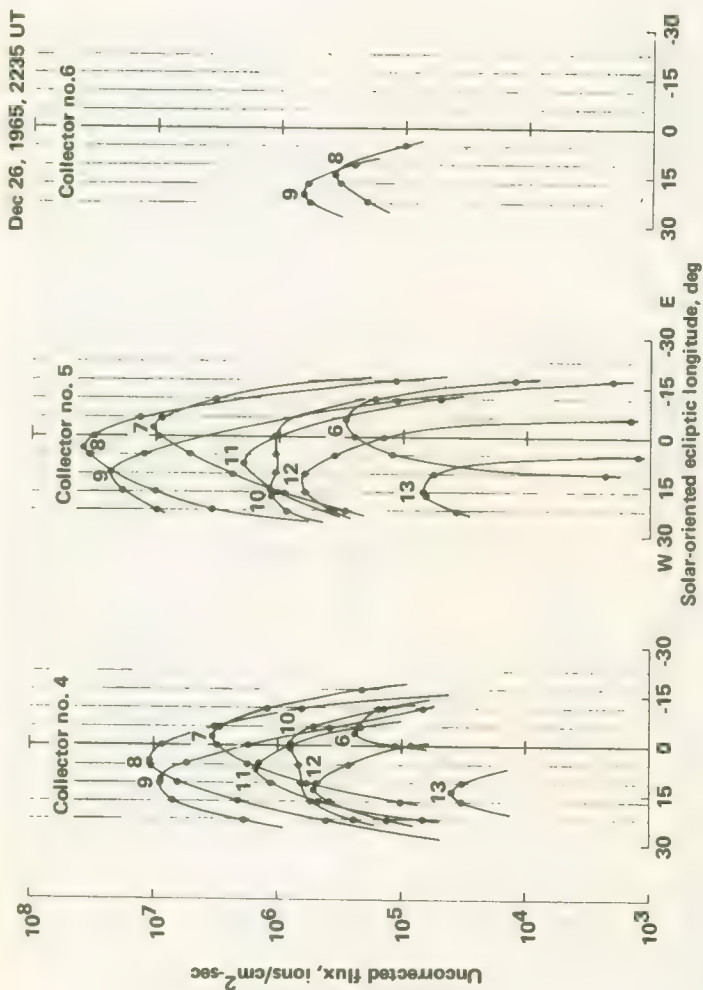 Dec 26, 1965, 2235 UT
Collector no. 4
Collector no. 5
Collector no.6
Uncorrected flux, ions/cm²-sec
10⁸
10⁷
10⁶
10⁵
10⁴
10³
8
9
7
10
11
12
6
13
8
9
7
11
10
12
6
13
9
8
30 15 0 -15 -30
W 30 15 0 -15 -30 E
30 15 0 -15 -30
Solar-oriented ecliptic longitude, deg